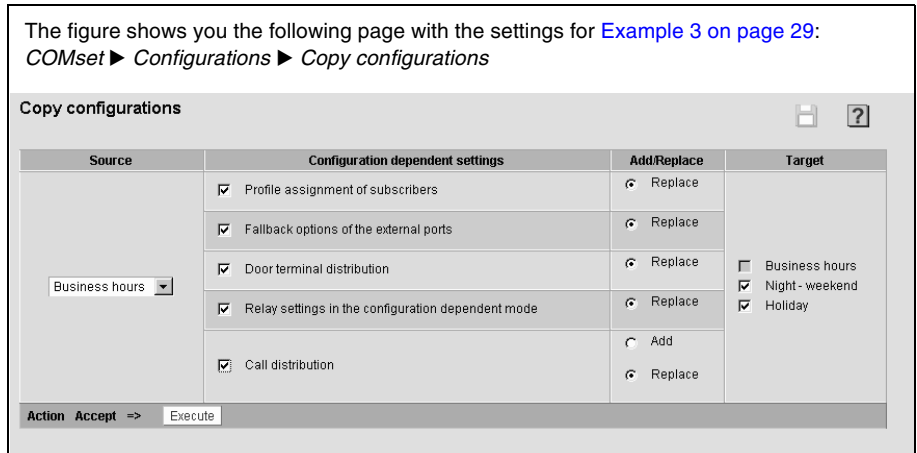 The figure shows you the following page with the settings for Example 3 on page 29:
COMset ▶ Configurations ▶ Copy configurations
Copy configurations
?
Source Configuration dependent settings Add/Replace Target
Business hours
Profile assignment of subscribers Replace
Fallback options of the external ports Replace
Door terminal distribution Replace
Relay settings in the configuration dependent mode Replace
Call distribution Add
Replace
Business hours
Night - weekend
Holiday
Action Accept => Execute